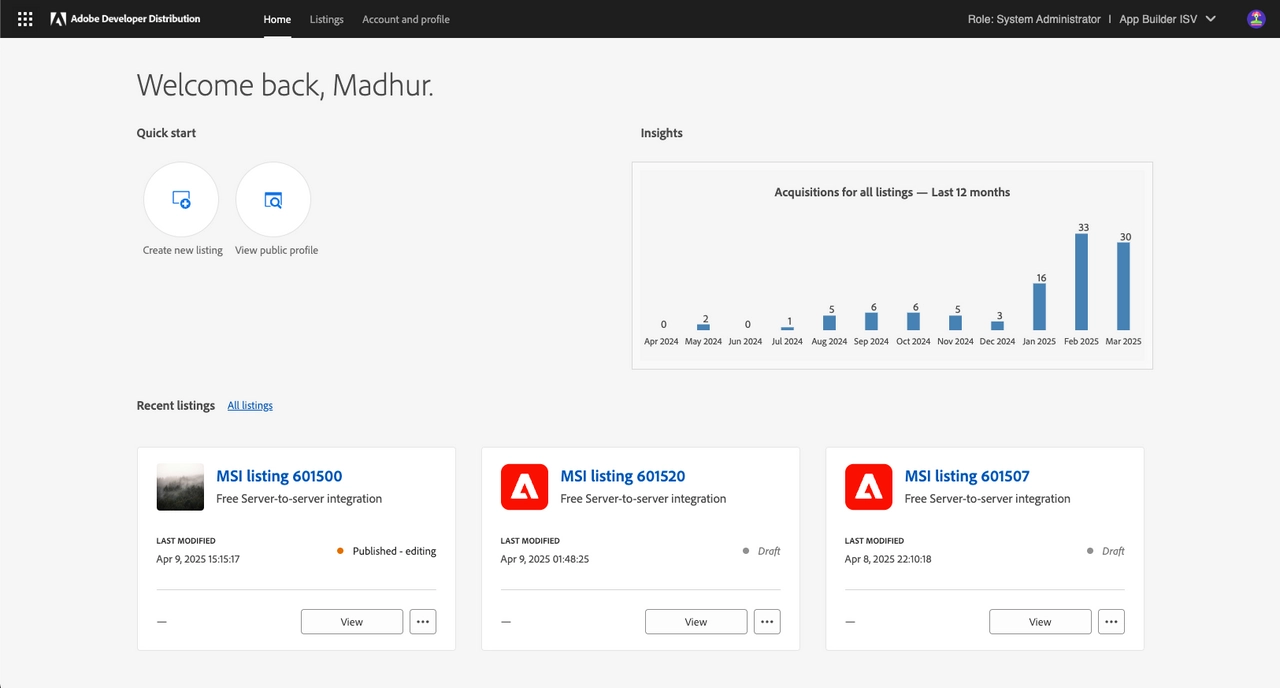 Adobe Developer Distribution Home Listings Account and profile Role: System Administrator | App Builder ISV
Welcome back, Madhur.
Quick start
Create new listing View public profile
Insights
Acquisitions for all listings — Last 12 months
0 2 0 1 5 6 6 5 3 16 33 30
Apr 2024 May 2024 Jun 2024 Jul 2024 Aug 2024 Sep 2024 Oct 2024 Nov 2024 Dec 2024 Jan 2025 Feb 2025 Mar 2025
Recent listings All listings
MSI listing 601500
Free Server-to-server integration
LAST MODIFIED
Apr 9, 2025 15:15:17
Published - editing
— View ...
MSI listing 601520
Free Server-to-server integration
LAST MODIFIED
Apr 9, 2025 01:48:25
Draft
— View ...
MSI listing 601507
Free Server-to-server integration
LAST MODIFIED
Apr 8, 2025 22:10:18
Draft
— View ...